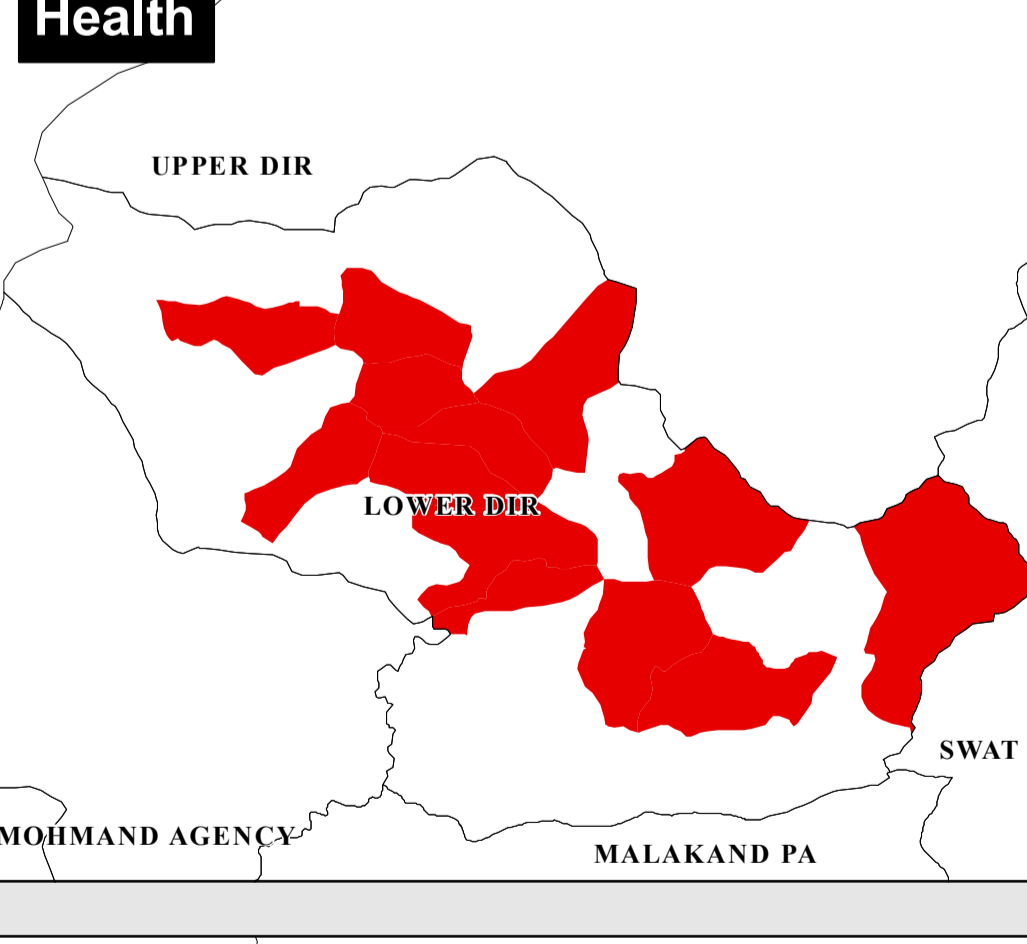 Health
UPPER DIR
LOWER DIR
SWAT
MOHMAND AGENCY
MALAKAND PA